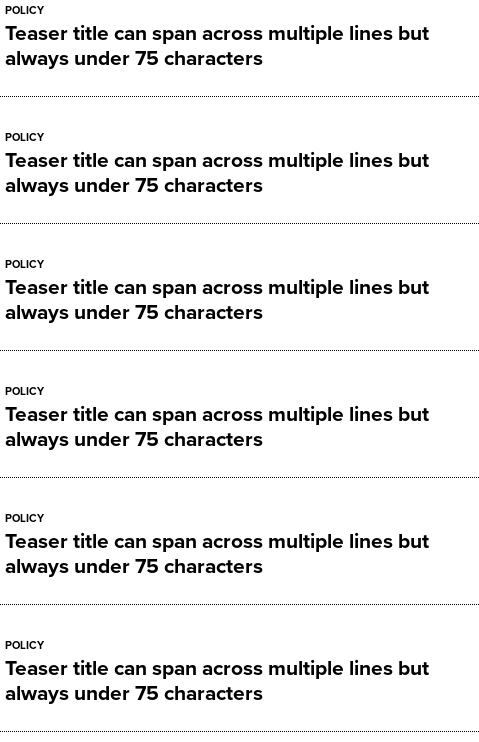 POLICY
Teaser title can span across multiple lines but
always under 75 characters
POLICY
Teaser title can span across multiple lines but
always under 75 characters
POLICY
Teaser title can span across multiple lines but
always under 75 characters
POLICY
Teaser title can span across multiple lines but
always under 75 characters
POLICY
Teaser title can span across multiple lines but
always under 75 characters
POLICY
Teaser title can span across multiple lines but
always under 75 characters